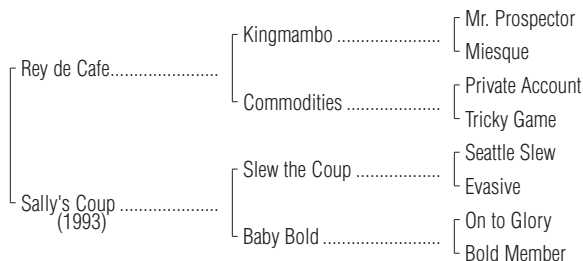 Mr. Prospector
Kingmambo ......................
Miesque
Rey de Cafe.......................
Private Account
Commodities ....................
Tricky Game
Seattle Slew
Slew the Coup ..................
Evasive
Sally's Coup .....................
(1993)
On to Glory
Baby Bold ........................
Bold Member